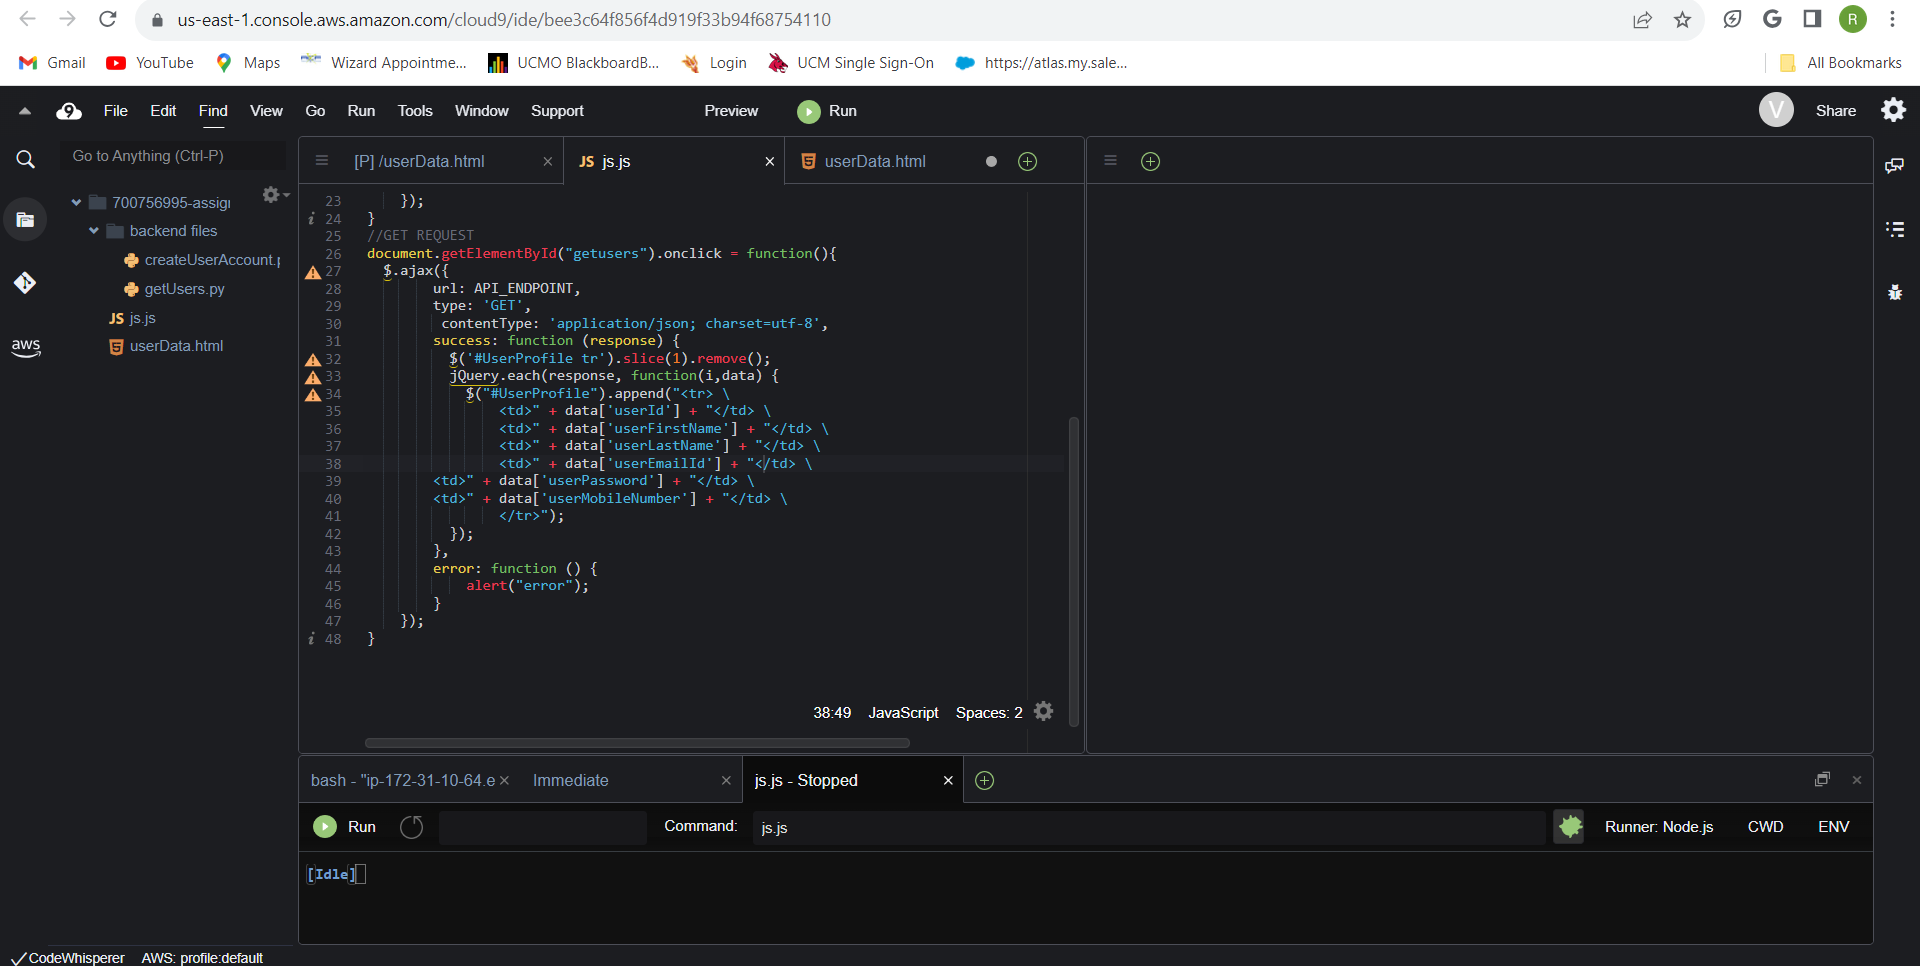 us-east-1.console.aws.amazon.com/cloud9/ide/bee3c64f856f4d919f33b94f68754110
R
Gmail YouTube Maps Wizard Appointme... UCMO BlackboardB... Login UCM Single Sign-On https://atlas.my.sale... All Bookmarks
9 File Edit Find View Go Run Tools Window Support Preview Run V Share
Go to Anything (Ctrl-P)
[P] /userData.html × JS js.js × userData.html
700756995-assigr
backend files
createUserAccount.p
getUsers.py
JS js.js
userData.html
aws
23 });
i 24 }
25 //GET REQUEST
26 document.getElementById("getusers").onclick = function(){
27 $.ajax({
28 url: API_ENDPOINT,
29 type: 'GET',
30 contentType: 'application/json; charset=utf-8',
31 success: function (response) {
32 $('#UserProfile tr').slice(1).remove();
33 jQuery.each(response, function(i,data) {
34 $("#UserProfile").append("<tr> \
35 <td>" + data['userId'] + "</td> \
36 <td>" + data['userFirstName'] + "</td> \
37 <td>" + data['userLastName'] + "</td> \
38 <td>" + data['userEmailId'] + "</td> \
39 <td>" + data['userPassword'] + "</td> \
40 <td>" + data['userMobileNumber'] + "</td> \
41 </tr>");
42 });
43 },
44 error: function () {
45 alert("error");
46 }
47 });
i 48 }
38:49 JavaScript Spaces: 2
bash - "ip-172-31-10-64.e × Immediate × js.js - Stopped ×
Run Command: js.js Runner: Node.js CWD ENV
[Idle]
CodeWhisperer AWS: profile:default